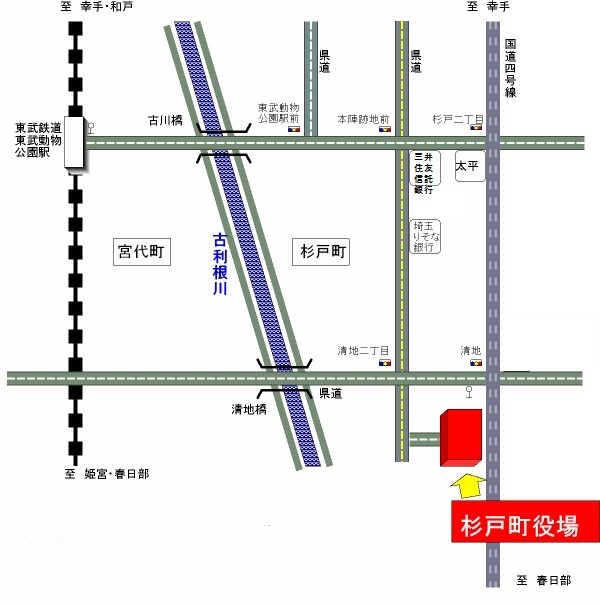 至 幸手・和戸
至 幸手
県道
県道
国道四号線
東武鉄道
東武動物
公園駅
古川橋
東武動物
公園駅前
本陣跡地前
杉戸二丁目
三井
住友
信託
銀行
太平
埼玉
りそな
銀行
宮代町
古利根川
杉戸町
清地二丁目
清地
県道
清地橋
至 姫宮・春日部
杉戸町役場
至 春日部